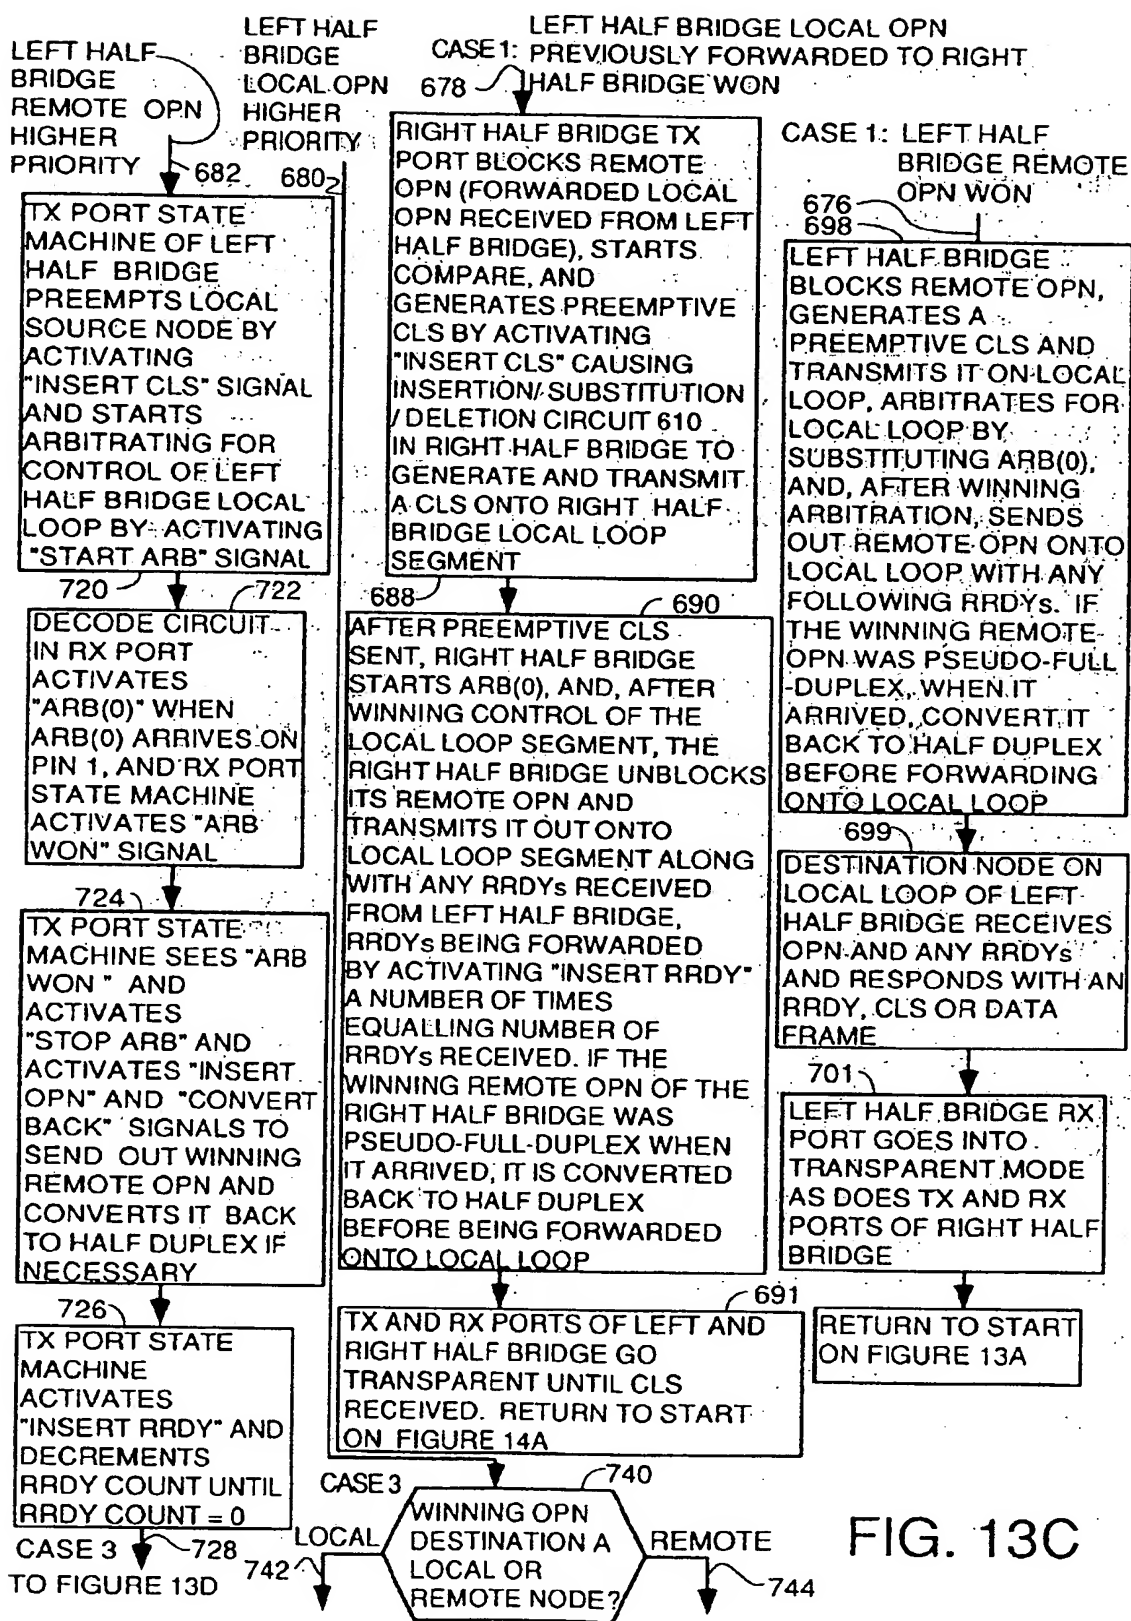 LEFT HALF
BRIDGE
REMOTE OPN
HIGHER
PRIORITY
682
TX PORT STATE
MACHINE OF LEFT
HALF BRIDGE
PREEMPTS LOCAL
SOURCE NODE BY
ACTIVATING
"INSERT CLS" SIGNAL
AND STARTS
ARBITRATING FOR
CONTROL OF LEFT
HALF BRIDGE LOCAL
LOOP BY ACTIVATING
"START ARB" SIGNAL
720
722
DECODE CIRCUIT
IN RX PORT
ACTIVATES
"ARB(0)" WHEN
ARB(0) ARRIVES ON
PIN 1, AND RX PORT
STATE MACHINE
ACTIVATES "ARB
WON" SIGNAL
724
TX PORT STATE
MACHINE SEES "ARB
WON " AND
ACTIVATES
"STOP ARB" AND
ACTIVATES "INSERT
OPN" AND "CONVERT
BACK" SIGNALS TO
SEND OUT WINNING
REMOTE OPN AND
CONVERTS IT BACK
TO HALF DUPLEX IF
NECESSARY
726
TX PORT STATE
MACHINE
ACTIVATES
"INSERT RRDY" AND
DECREMENTS
RRDY COUNT UNTIL
RRDY COUNT = 0
CASE 3
728
TO FIGURE 13D
LEFT HALF
BRIDGE
LOCAL OPN
HIGHER
PRIORITY
680
LEFT HALF BRIDGE LOCAL OPN
CASE 1: PREVIOUSLY FORWARDED TO RIGHT
678 HALF BRIDGE WON
RIGHT HALF BRIDGE TX
PORT BLOCKS REMOTE
OPN (FORWARDED LOCAL
OPN RECEIVED FROM LEFT
HALF BRIDGE), STARTS
COMPARE, AND
GENERATES PREEMPTIVE
CLS BY ACTIVATING
"INSERT CLS" CAUSING
INSERTION/ SUBSTITUTION
/ DELETION CIRCUIT 610
IN RIGHT HALF BRIDGE TO
GENERATE AND TRANSMIT
A CLS ONTO RIGHT HALF
BRIDGE LOCAL LOOP
SEGMENT
688
690
AFTER PREEMPTIVE CLS
SENT, RIGHT HALF BRIDGE
STARTS ARB(0), AND, AFTER
WINNING CONTROL OF THE
LOCAL LOOP SEGMENT, THE
RIGHT HALF BRIDGE UNBLOCKS
ITS REMOTE OPN AND
TRANSMITS IT OUT ONTO
LOCAL LOOP SEGMENT ALONG
WITH ANY RRDYs RECEIVED
FROM LEFT HALF BRIDGE,
RRDYs BEING FORWARDED
BY ACTIVATING "INSERT RRDY"
A NUMBER OF TIMES
EQUALLING NUMBER OF
RRDYs RECEIVED. IF THE
WINNING REMOTE OPN OF THE
RIGHT HALF BRIDGE WAS
PSEUDO-FULL-DUPLEX WHEN
IT ARRIVED, IT IS CONVERTED
BACK TO HALF DUPLEX
BEFORE BEING FORWARDED
ONTO LOCAL LOOP
691
TX AND RX PORTS OF LEFT AND
RIGHT HALF BRIDGE GO
TRANSPARENT UNTIL CLS
RECEIVED. RETURN TO START
ON FIGURE 14A
CASE 3
740
WINNING OPN
DESTINATION A
LOCAL OR
REMOTE NODE?
LOCAL
742
REMOTE
744
CASE 1: LEFT HALF
BRIDGE REMOTE
OPN WON
676
698
LEFT HALF BRIDGE
BLOCKS REMOTE OPN,
GENERATES A
PREEMPTIVE CLS AND
TRANSMITS IT ON LOCAL
LOOP, ARBITRATES FOR
LOCAL LOOP BY
SUBSTITUTING ARB(0),
AND, AFTER WINNING
ARBITRATION, SENDS
OUT REMOTE OPN ONTO
LOCAL LOOP WITH ANY
FOLLOWING RRDYs. IF
THE WINNING REMOTE
OPN WAS PSEUDO-FULL
-DUPLEX, WHEN IT
ARRIVED, CONVERT IT
BACK TO HALF DUPLEX
BEFORE FORWARDING
ONTO LOCAL LOOP
699
DESTINATION NODE ON
LOCAL LOOP OF LEFT
HALF BRIDGE RECEIVES
OPN AND ANY RRDYs
AND RESPONDS WITH AN
RRDY, CLS OR DATA
FRAME
701
LEFT HALF BRIDGE RX
PORT GOES INTO
TRANSPARENT MODE
AS DOES TX AND RX
PORTS OF RIGHT HALF
BRIDGE
RETURN TO START
ON FIGURE 13A
FIG. 13C